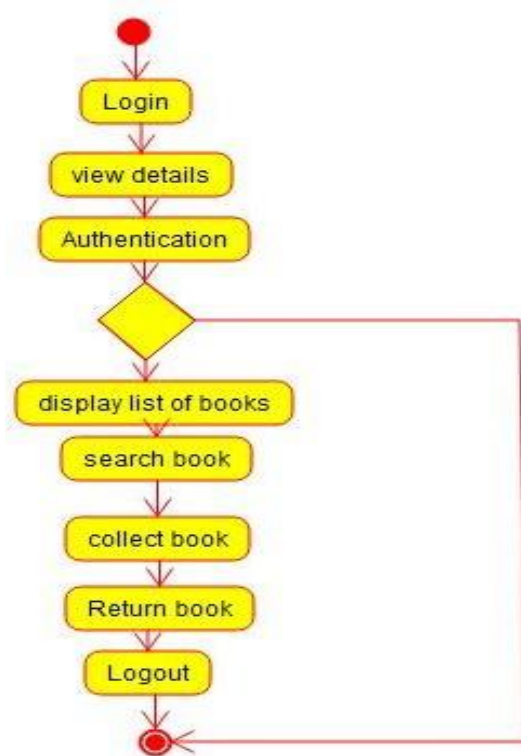 Login
view details
Authentication
display list of books
search book
collect book
Return book
Logout